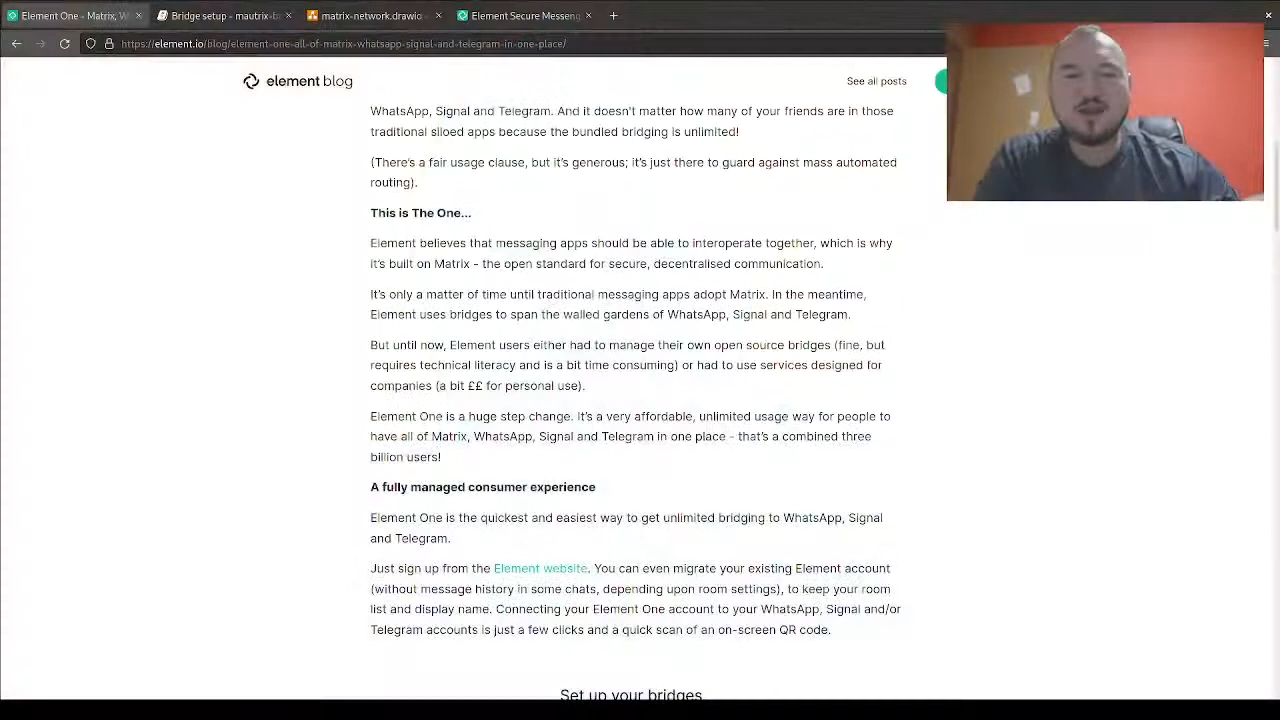 Element One - Matrix, W
Bridge setup - mautrix-b
matrix-network.drawio -
Element Secure Messeng
https://element.io/blog/element-one-all-of-matrix-whatsapp-signal-and-telegram-in-one-place/
element blog
See all posts
WhatsApp, Signal and Telegram. And it doesn't matter how many of your friends are in those
traditional siloed apps because the bundled bridging is unlimited!
(There's a fair usage clause, but it's generous; it's just there to guard against mass automated
routing).
This is The One...
Element believes that messaging apps should be able to interoperate together, which is why
it's built on Matrix - the open standard for secure, decentralised communication.
It's only a matter of time until traditional messaging apps adopt Matrix. In the meantime,
Element uses bridges to span the walled gardens of WhatsApp, Signal and Telegram.
But until now, Element users either had to manage their own open source bridges (fine, but
requires technical literacy and is a bit time consuming) or had to use services designed for
companies (a bit ££ for personal use).
Element One is a huge step change. It's a very affordable, unlimited usage way for people to
have all of Matrix, WhatsApp, Signal and Telegram in one place - that's a combined three
billion users!
A fully managed consumer experience
Element One is the quickest and easiest way to get unlimited bridging to WhatsApp, Signal
and Telegram.
Just sign up from the Element website. You can even migrate your existing Element account
(without message history in some chats, depending upon room settings), to keep your room
list and display name. Connecting your Element One account to your WhatsApp, Signal and/or
Telegram accounts is just a few clicks and a quick scan of an on-screen QR code.
Set up your bridges